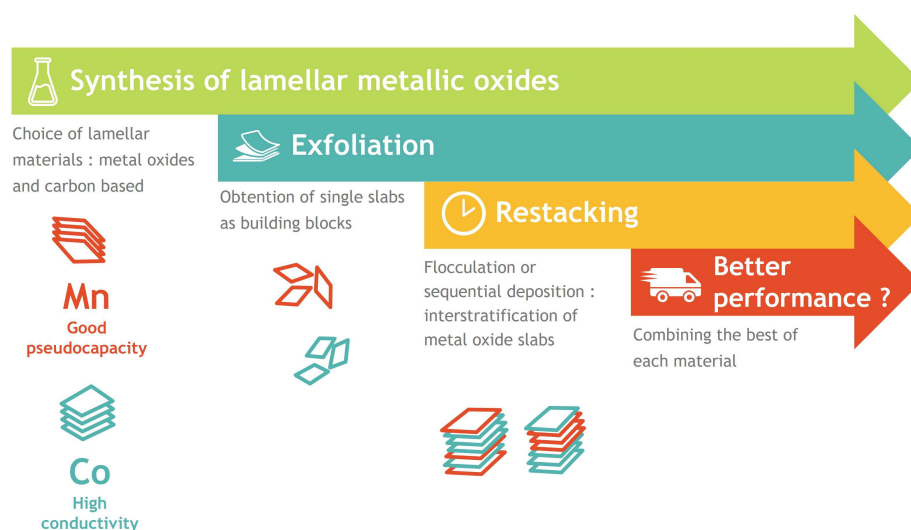 Synthesis of lamellar metallic oxides
Choice of lamellar
materials : metal oxides
and carbon based
Mn
Good
pseudocapacity
Co
High
conductivity
Exfoliation
Obtention of single slabs
as building blocks
Restacking
Flocculation or
sequential deposition :
interstratification of
metal oxide slabs
Better
performance ?
Combining the best of
each material